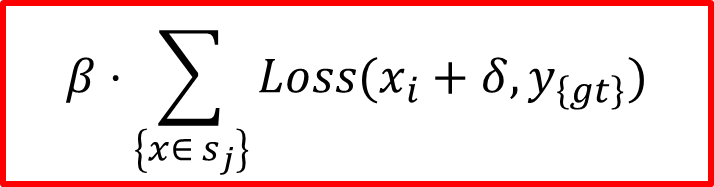 β · ∑_{x∈ s_j} Loss(x_i + δ, y_{gt})